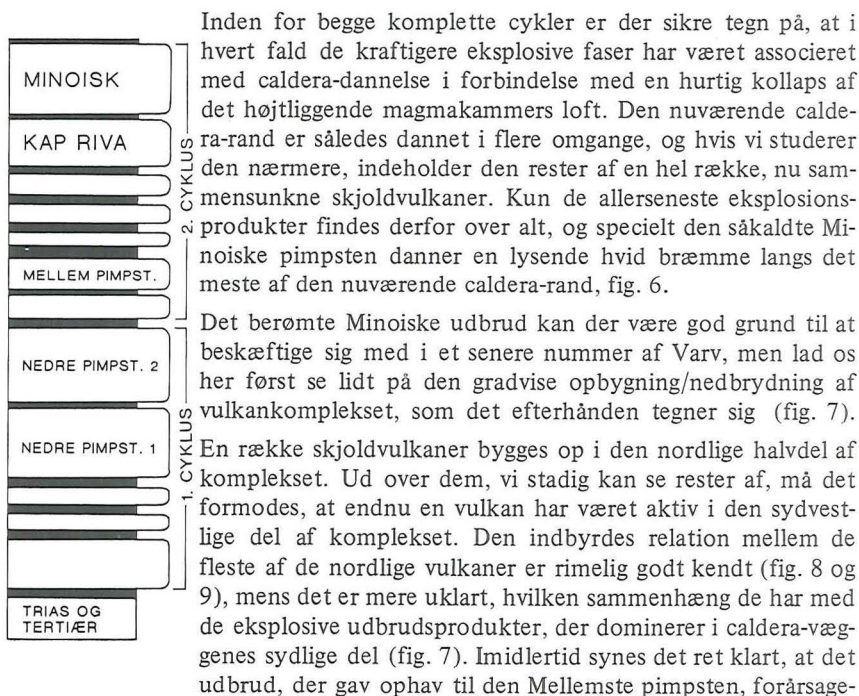 MINOISK
KAP RIVA
2. CYKLUS
MELLEM PIMPST.
NEDRE PIMPST. 2
NEDRE PIMPST. 1
1. CYKLUS
TRIAS OG
TERTIÆR
Inden for begge komplette cykler er der sikre tegn på, at i
hvert fald de kraftigere eksplosive faser har været associeret
med caldera-dannelse i forbindelse med en hurtig kollaps af
det højtliggende magmakammers loft. Den nuværende calde-
ra-rand er således dannet i flere omgange, og hvis vi studerer
den nærmere, indeholder den rester af en hel række, nu sam-
mensunkne skjoldvulkaner. Kun de allerseneste eksplosions-
produkter findes derfor over alt, og specielt den såkaldte Mi-
noiske pimpsten danner en lysende hvid bræmme langs det
meste af den nuværende caldera-rand, fig. 6.
Det berømte Minoiske udbrud kan der være god grund til at
beskæftige sig med i et senere nummer af Varv, men lad os
her først se lidt på den gradvise opbygning/nedbrydning af
vulkankomplekset, som det efterhånden tegner sig (fig. 7).
En række skjoldvulkaner bygges op i den nordlige halvdel af
komplekset. Ud over dem, vi stadig kan se rester af, må det
formodes, at endnu en vulkan har været aktiv i den sydvest-
lige del af komplekset. Den indbyrdes relation mellem de
fleste af de nordlige vulkaner er rimelig godt kendt (fig. 8 og
9), mens det er mere uklart, hvilken sammenhæng de har med
de eksplosive udbrudsprodukter, der dominerer i caldera-væg-
genes sydlige del (fig. 7). Imidlertid synes det ret klart, at det
udbrud, der gav ophav til den Mellemste pimpsten, forårsage-